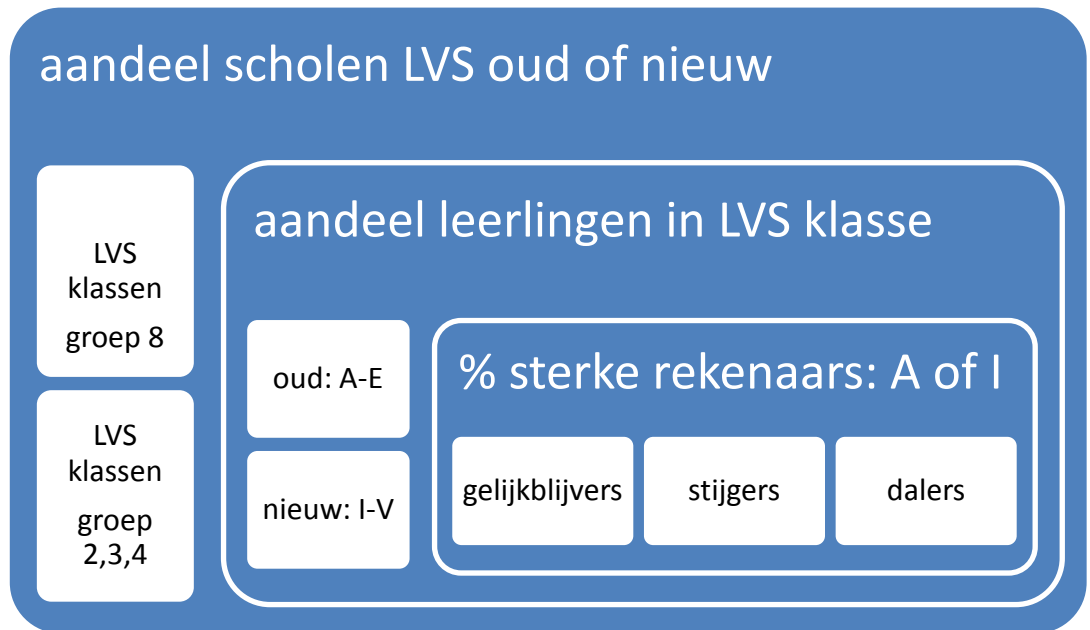 aandeel scholen LVS oud of nieuw
LVS
klassen
groep 8
LVS
klassen
groep
2,3,4
aandeel leerlingen in LVS klasse
oud: A-E
nieuw: I-V
% sterke rekenaars: A of I
gelijkblijvers
stijgers
dalers